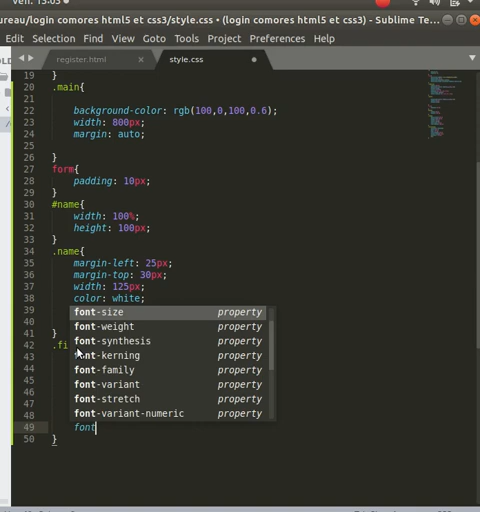 ven. 13:03
ureau/login comores html5 et css3/style.css • (login comores html5 et css3) - Sublime Te...
Edit Selection Find View Goto Tools Project Preferences Help
register.html × style.css
19 }
20 .main{
21
22 background-color: rgb(100,0,100,0.6);
23 width: 800px;
24 margin: auto;
25
26 }
27 form{
28 padding: 10px;
29 }
30 #name{
31 width: 100%;
32 height: 100px;
33 }
34 .name{
35 margin-left: 25px;
36 margin-top: 30px;
37 width: 125px;
38 color: white;
39 font-size property
40 font-weight property
41 } font-synthesis property
42 .fi
43 font-kerning property
44 font-family property
45 font-variant property
46 font-stretch property
47 font-variant-numeric property
48
49 font
50 }